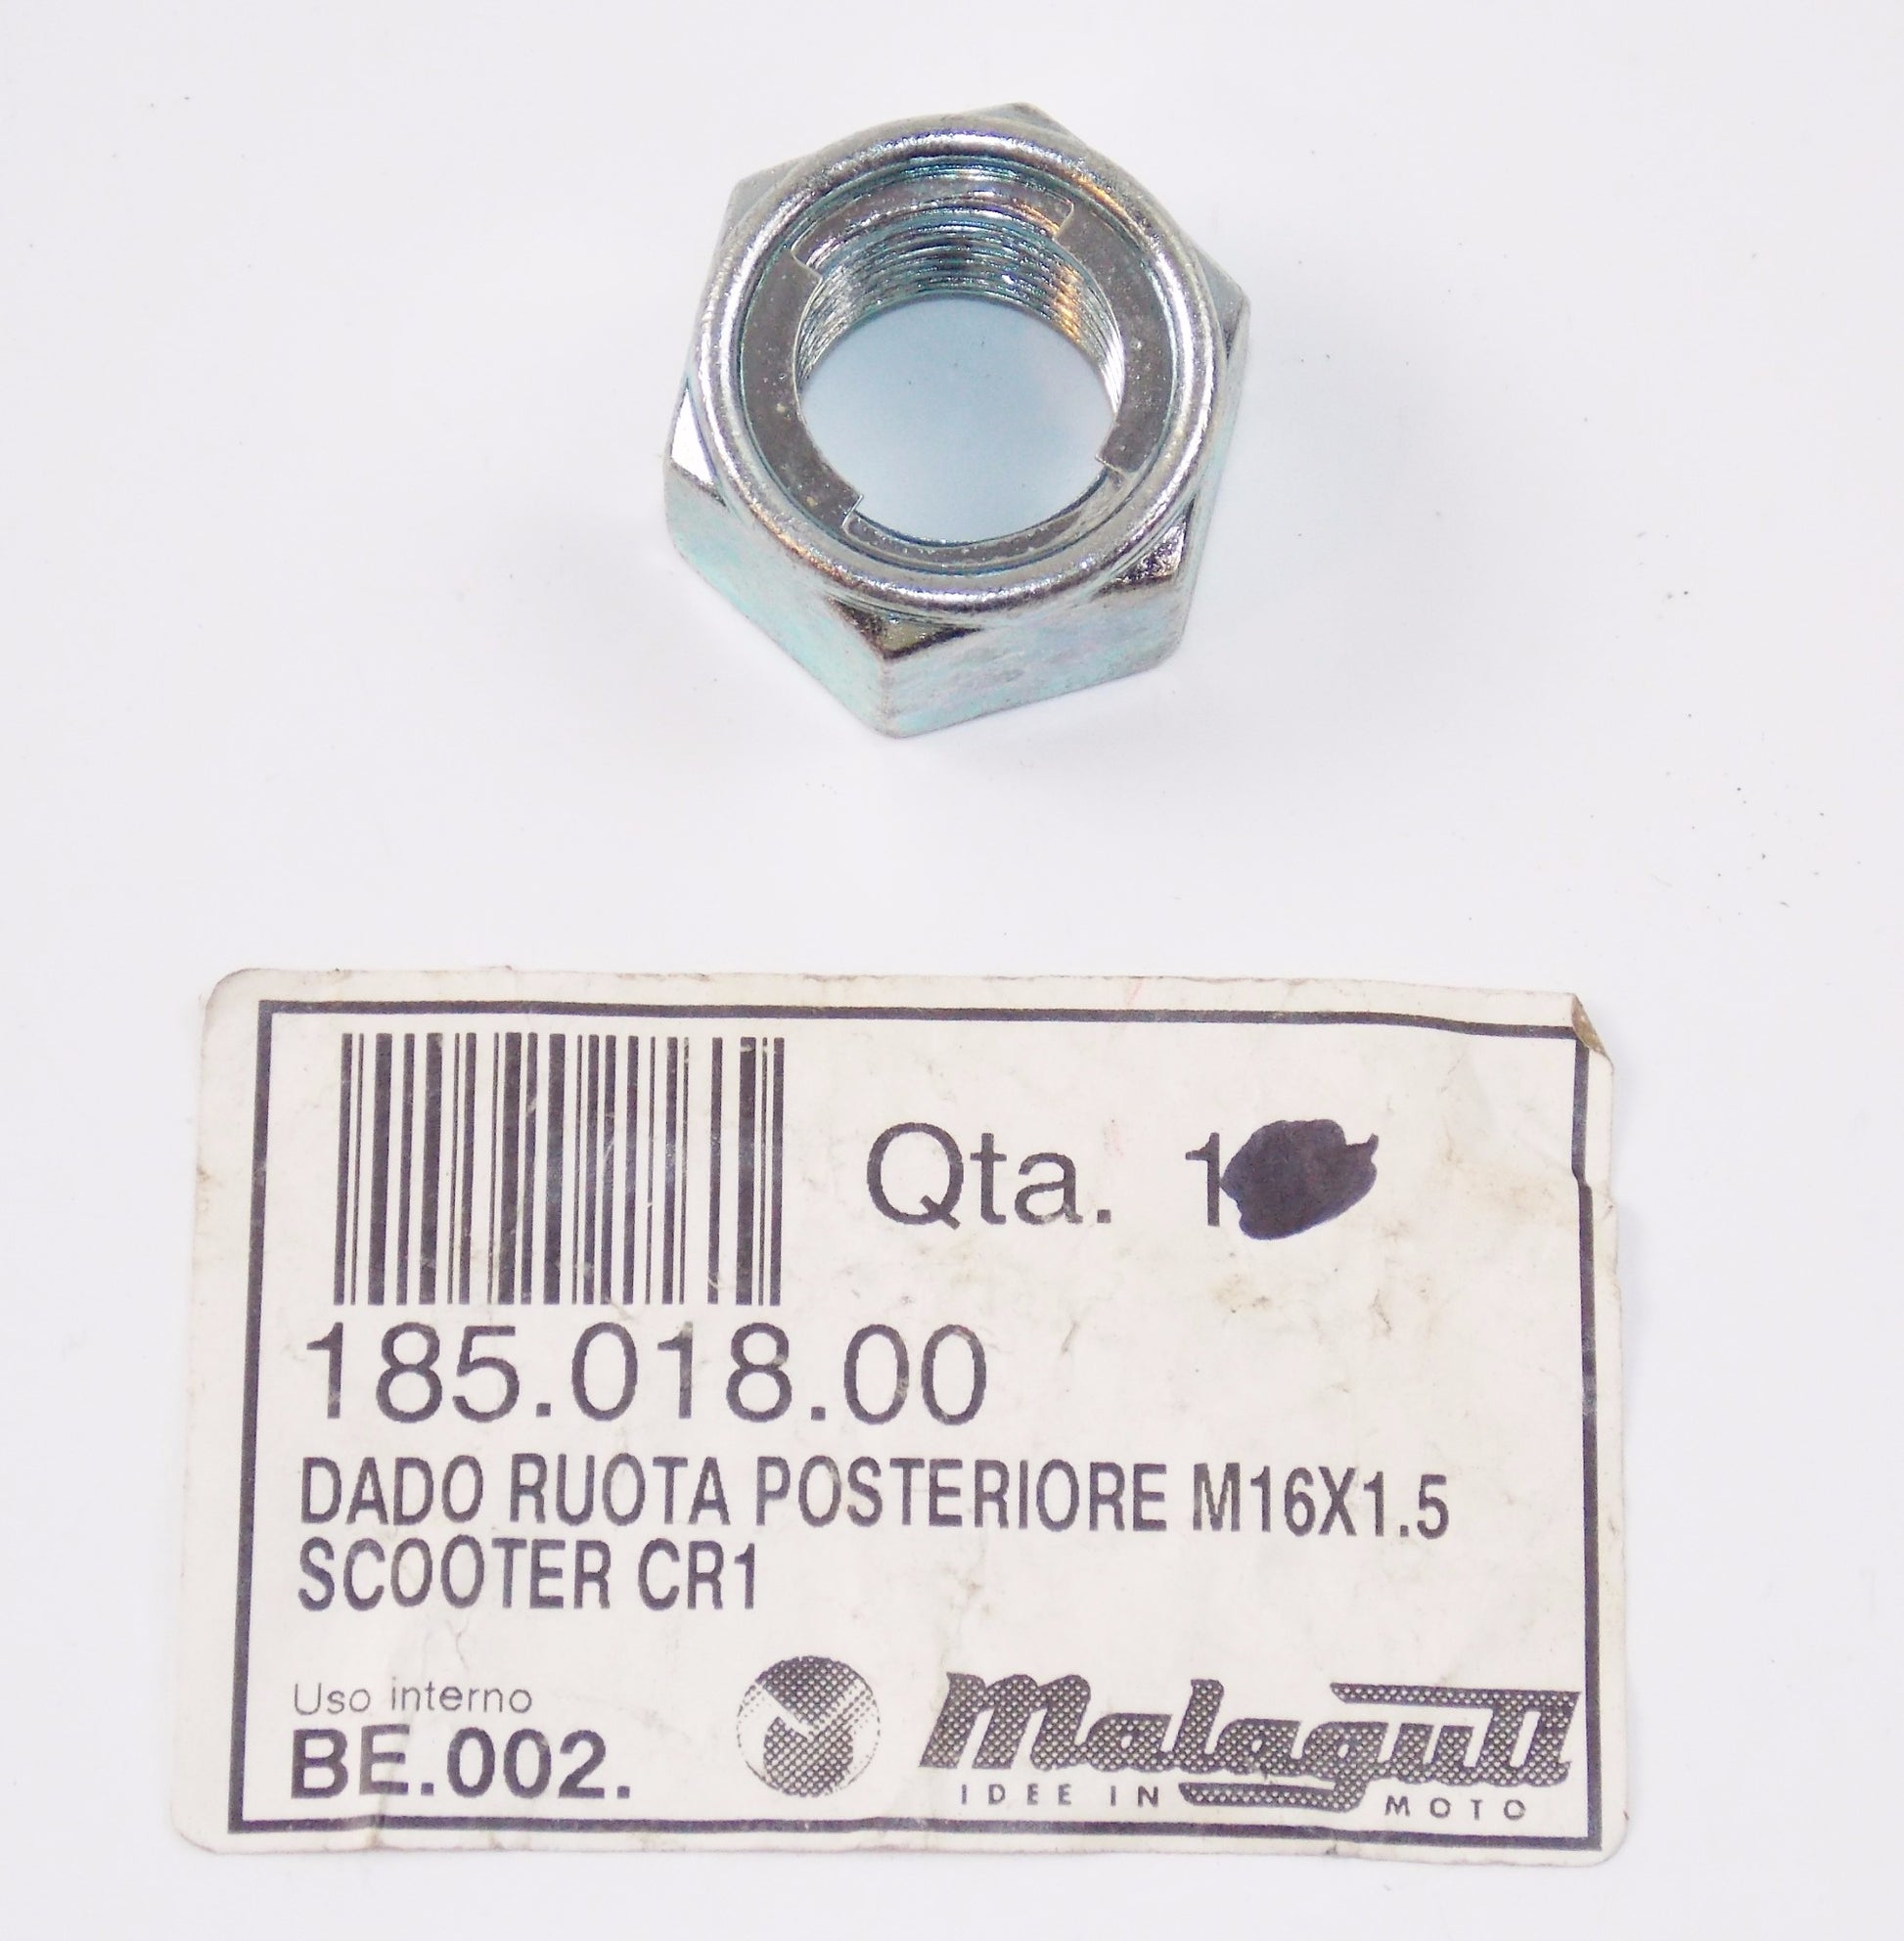 Qta. 1
185.018.00
DADO RUOTA POSTERIORE M16X1.5
SCOOTER CR1
Uso interno
BE.002.
Malaguti
IDEE IN MOTO